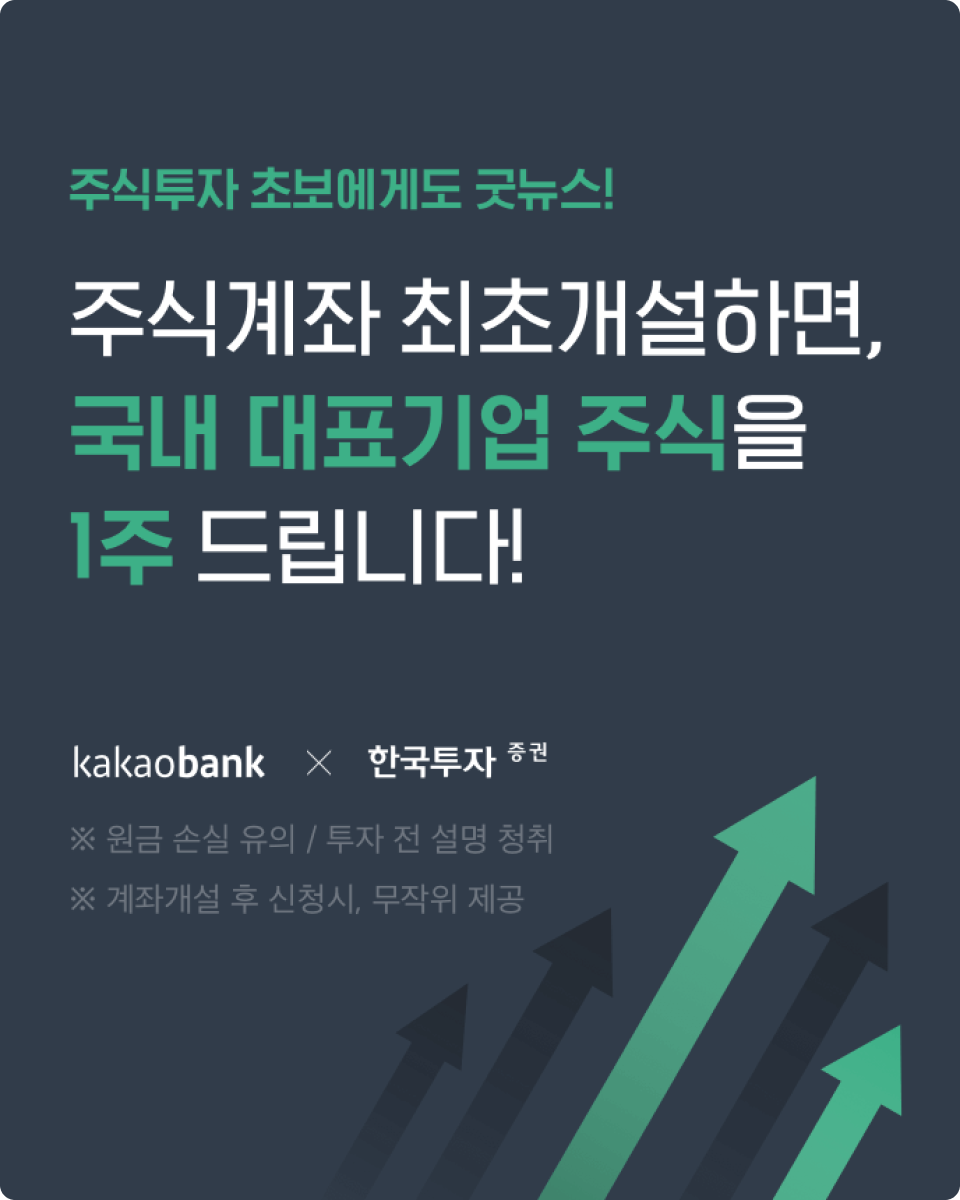 주식투자 초보에게도 굿뉴스!
주식계좌 최초개설하면,
국내 대표기업 주식을
1주 드립니다!
kakaobank × 한국투자 증권
※ 원금 손실 유의 / 투자 전 설명 청취
※ 계좌개설 후 신청시, 무작위 제공